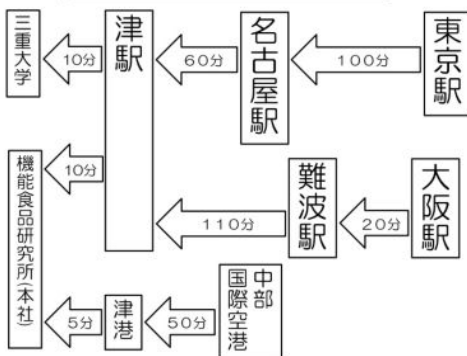 三重大学
10分
津駅
60分
名古屋駅
100分
東京駅
機能食品研究所(本社)
10分
110分
難波駅
20分
大阪駅
5分
津港
50分
中部
国際空港